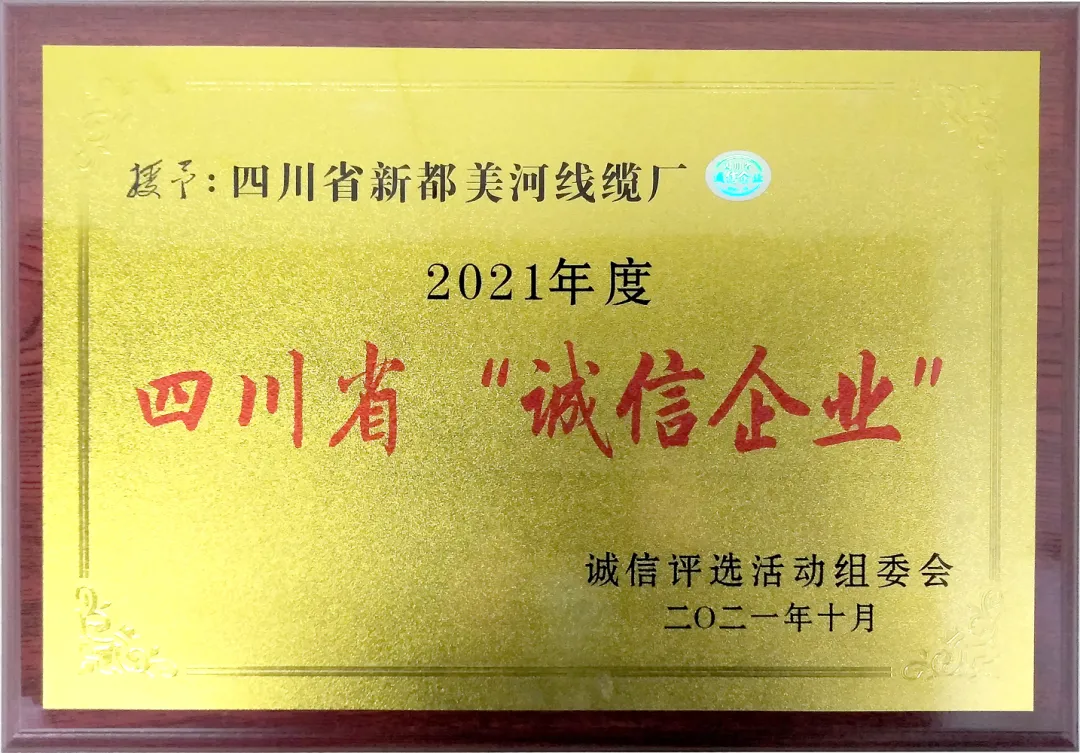 授予:四川省新都美河线缆厂
2021年度
四川省“诚信企业”
诚信评选活动组委会
二〇二一年十月